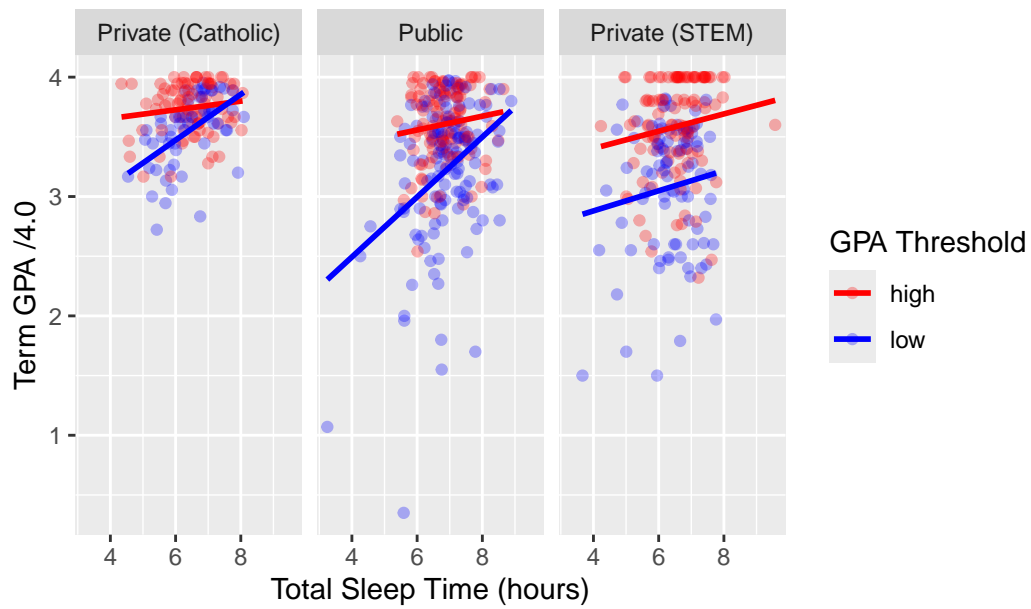 Private (Catholic) Public Private (STEM)
4
3
2
1
Term GPA /4.0
4 6 8 4 6 8 4 6 8
Total Sleep Time (hours)
GPA Threshold
high
low